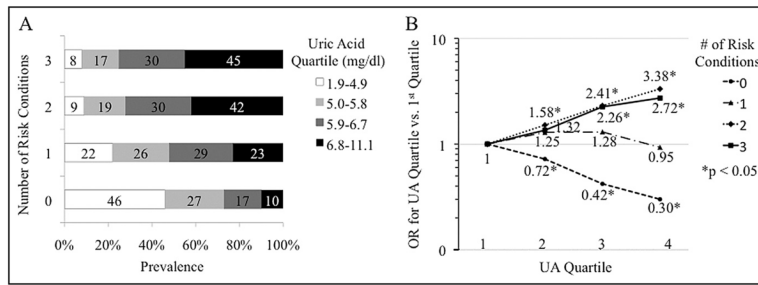 A
Number of Risk Conditions
3
8 17 30 45
2
9 19 30 42
1
22 26 29 23
0
46 27 17 10
0% 20% 40% 60% 80% 100%
Prevalence
Uric Acid
Quartile (mg/dl)
1.9-4.9
5.0-5.8
5.9-6.7
6.8-11.1
B
OR for UA Quartile vs. 1st Quartile
10
1
0
1
1.58*
1.32
1.25
0.72*
2.41*
2.26*
1.28
0.42*
3.38*
2.72*
0.95
0.30*
1 2 3 4
UA Quartile
# of Risk
Conditions
0
1
2
3
*p < 0.05